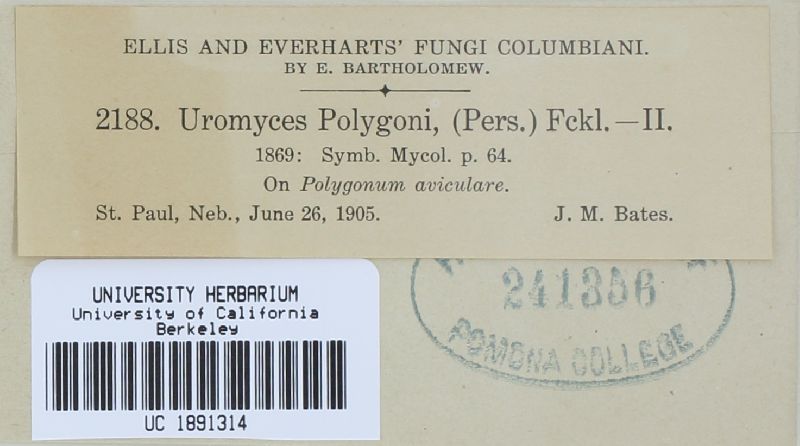 ELLIS AND EVERHARTS' FUNGI COLUMBIANI.
BY E. BARTHOLOMEW.
2188. Uromyces Polygoni, (Pers.) Fckl.—II.
1869: Symb. Mycol. p. 64.
On Polygonum aviculare.
St. Paul, Neb., June 26, 1905. J. M. Bates.
241356
POMONA COLLEGE
UNIVERSITY HERBARIUM
University of California
Berkeley
UC 1891314